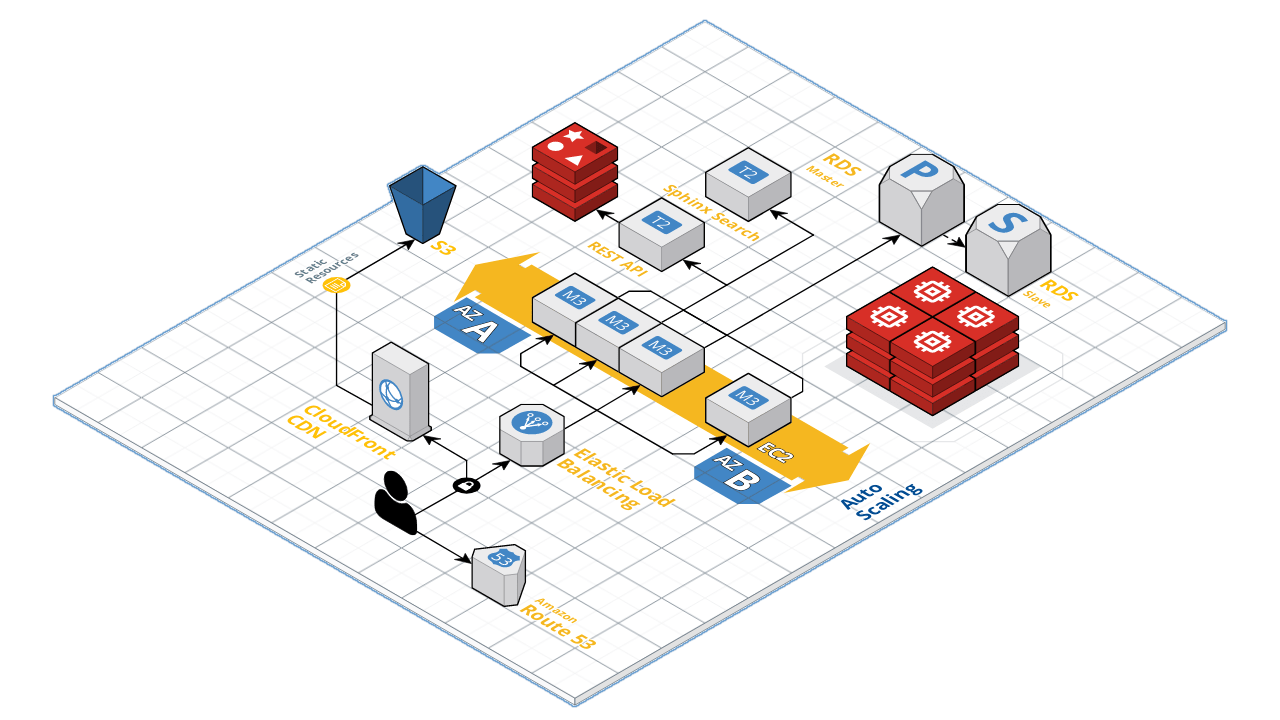 T2
RDS
Master
P
Sphinx Search
S
T2
REST API
S3
Static
Resources
RDS
Slave
M3
M3
M3
AZ
A
M3
CloudFront
CDN
EC2
Elastic Load
Balancing
AZ
B
Auto
Scaling
53
Amazon
Route 53